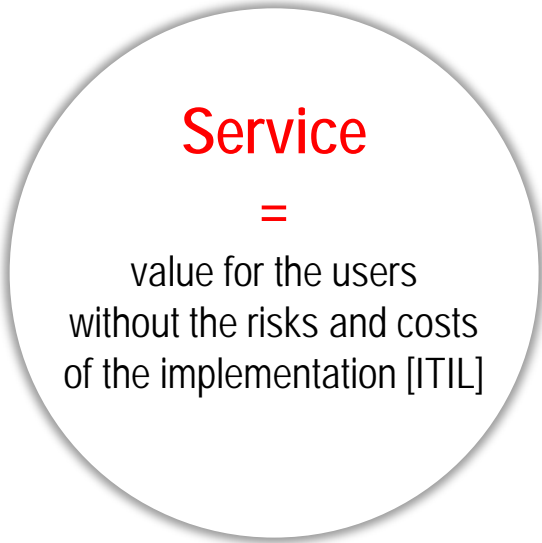 Service
=
value for the users
without the risks and costs
of the implementation [ITIL]